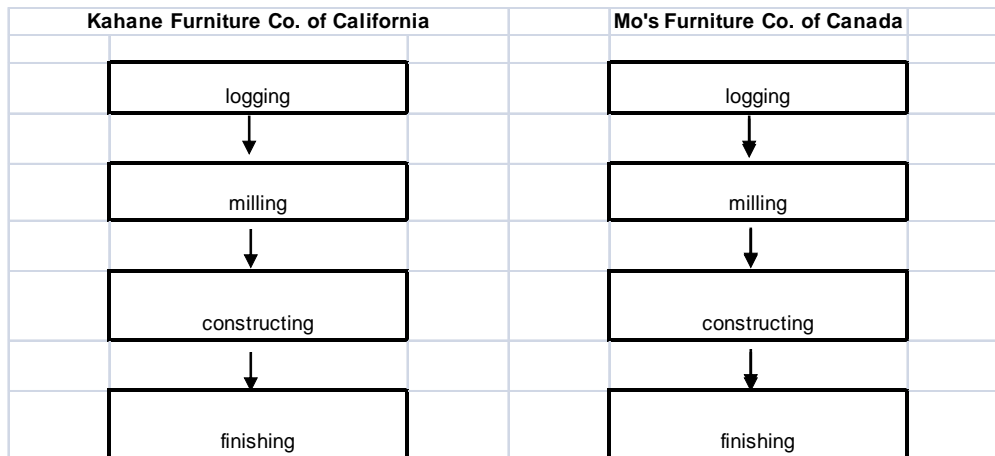 Kahane Furniture Co. of California
Mo's Furniture Co. of Canada
logging
logging
milling
milling
constructing
constructing
finishing
finishing